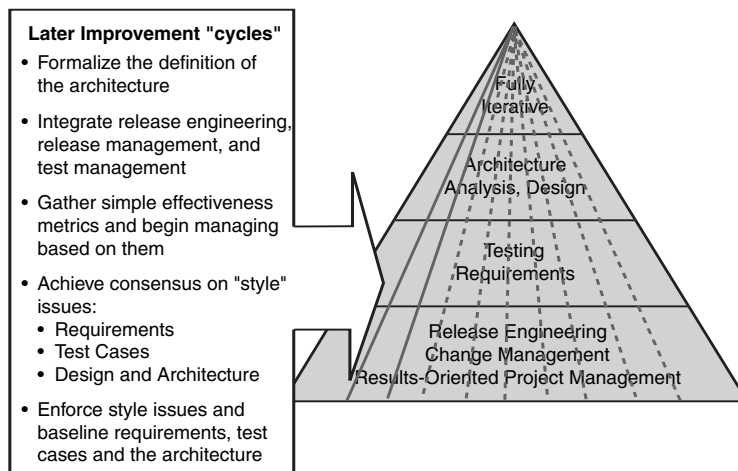 Later Improvement "cycles"
• Formalize the definition of
the architecture
• Integrate release engineering,
release management, and
test management
• Gather simple effectiveness
metrics and begin managing
based on them
• Achieve consensus on "style"
issues:
• Requirements
• Test Cases
• Design and Architecture
• Enforce style issues and
baseline requirements, test
cases and the architecture
Fully
Iterative
Architecture
Analysis, Design
Testing
Requirements
Release Engineering
Change Management
Results-Oriented Project Management